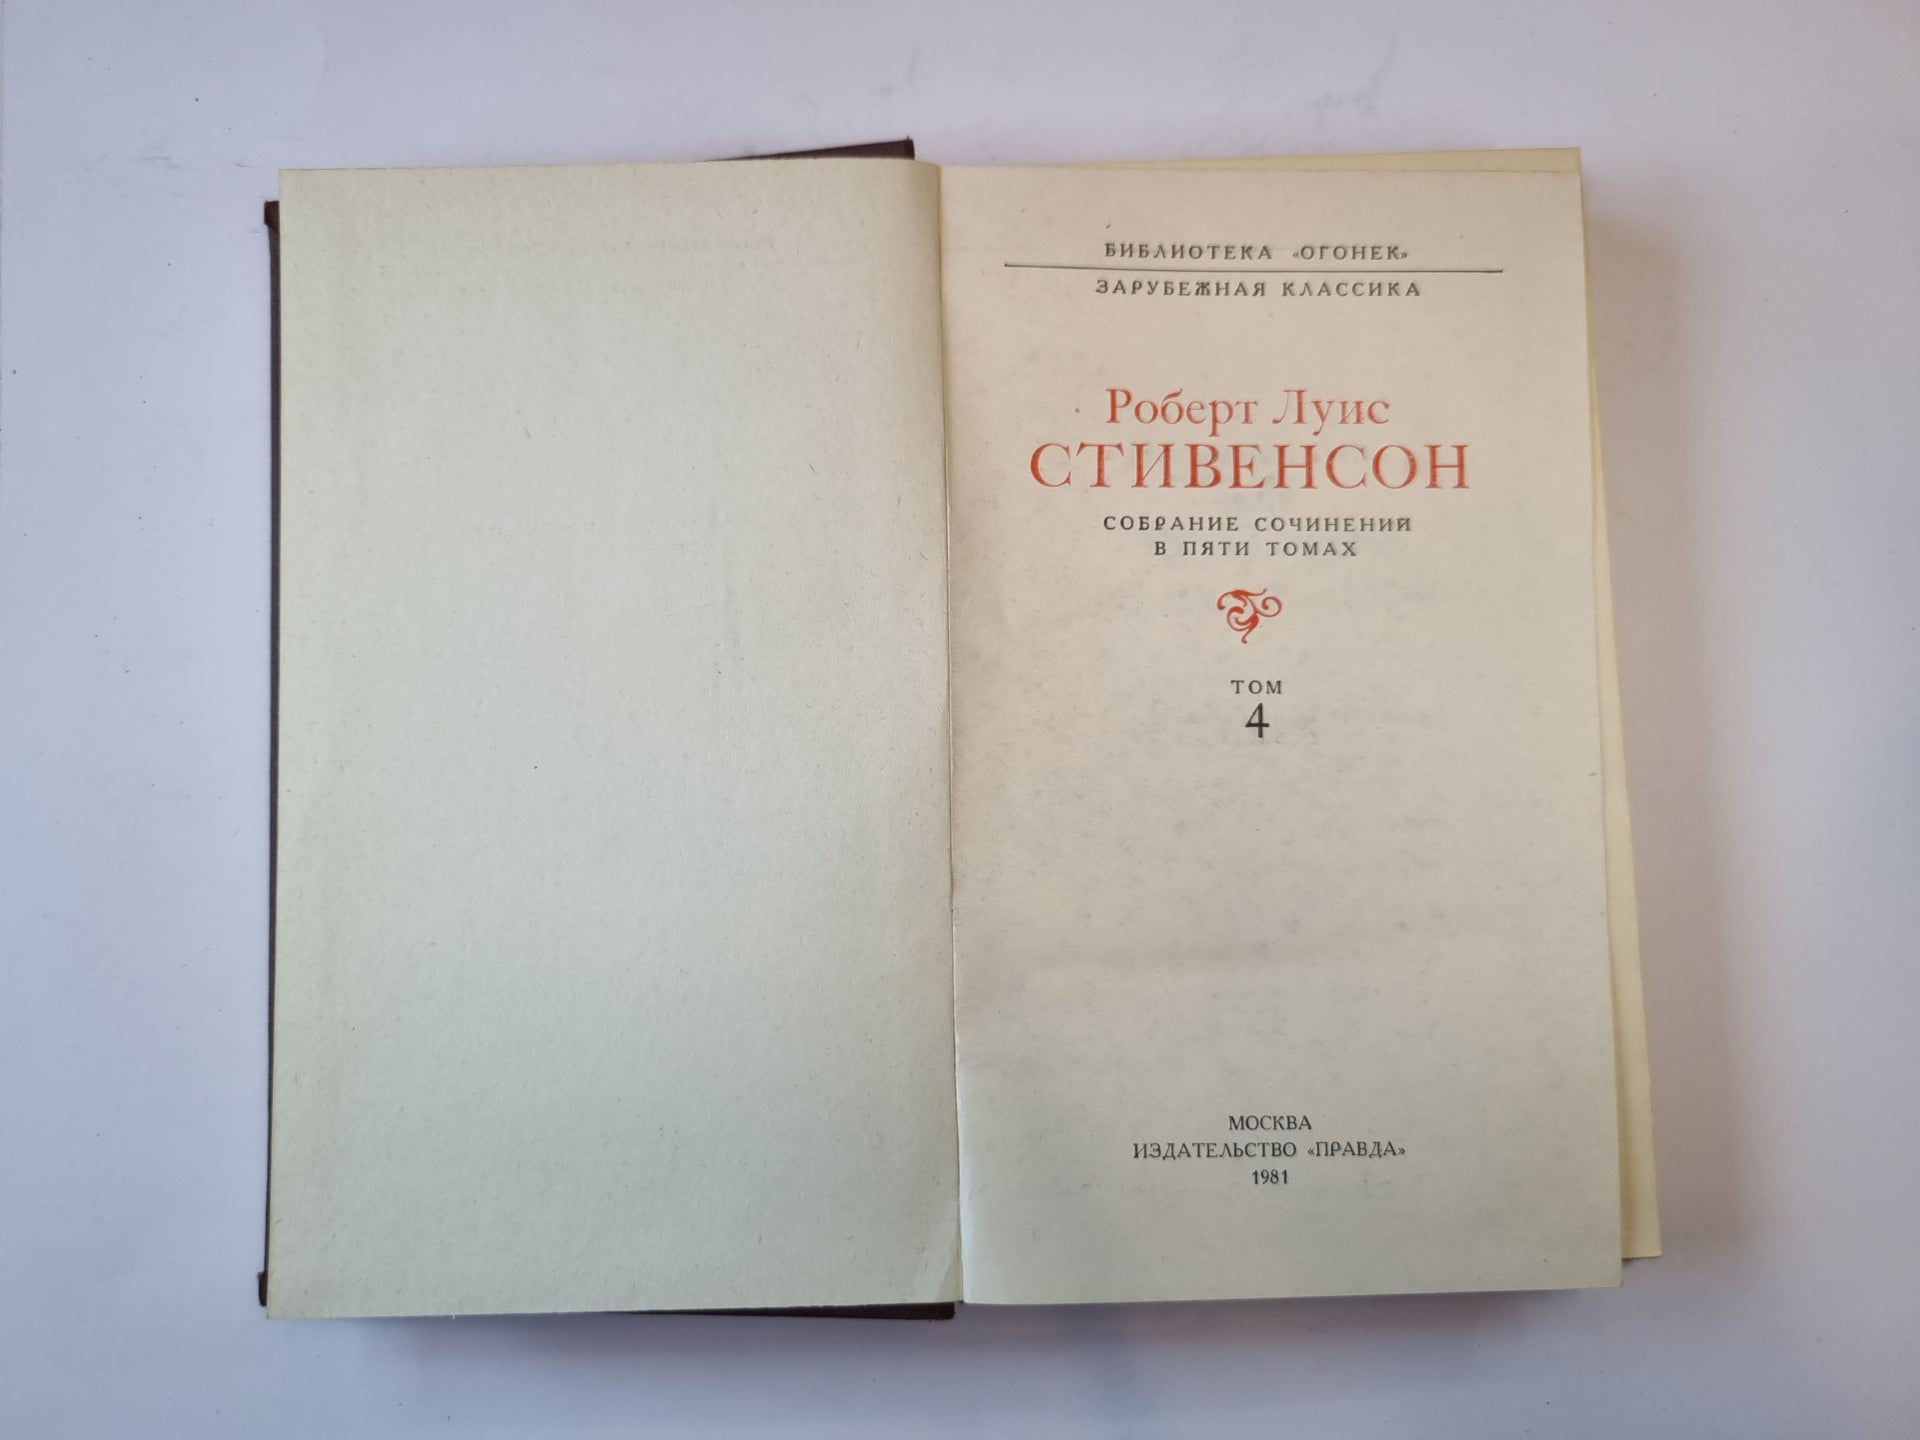 БИБЛИОТЕКА «ОГОНЕК»
ЗАРУБЕЖНАЯ КЛАССИКА
Роберт Луис
СТИВЕНСОН
СОБРАНИЕ СОЧИНЕНИЙ
В ПЯТИ ТОМАХ
ТОМ
4
МОСКВА
ИЗДАТЕЛЬСТВО «ПРАВДА»
1981